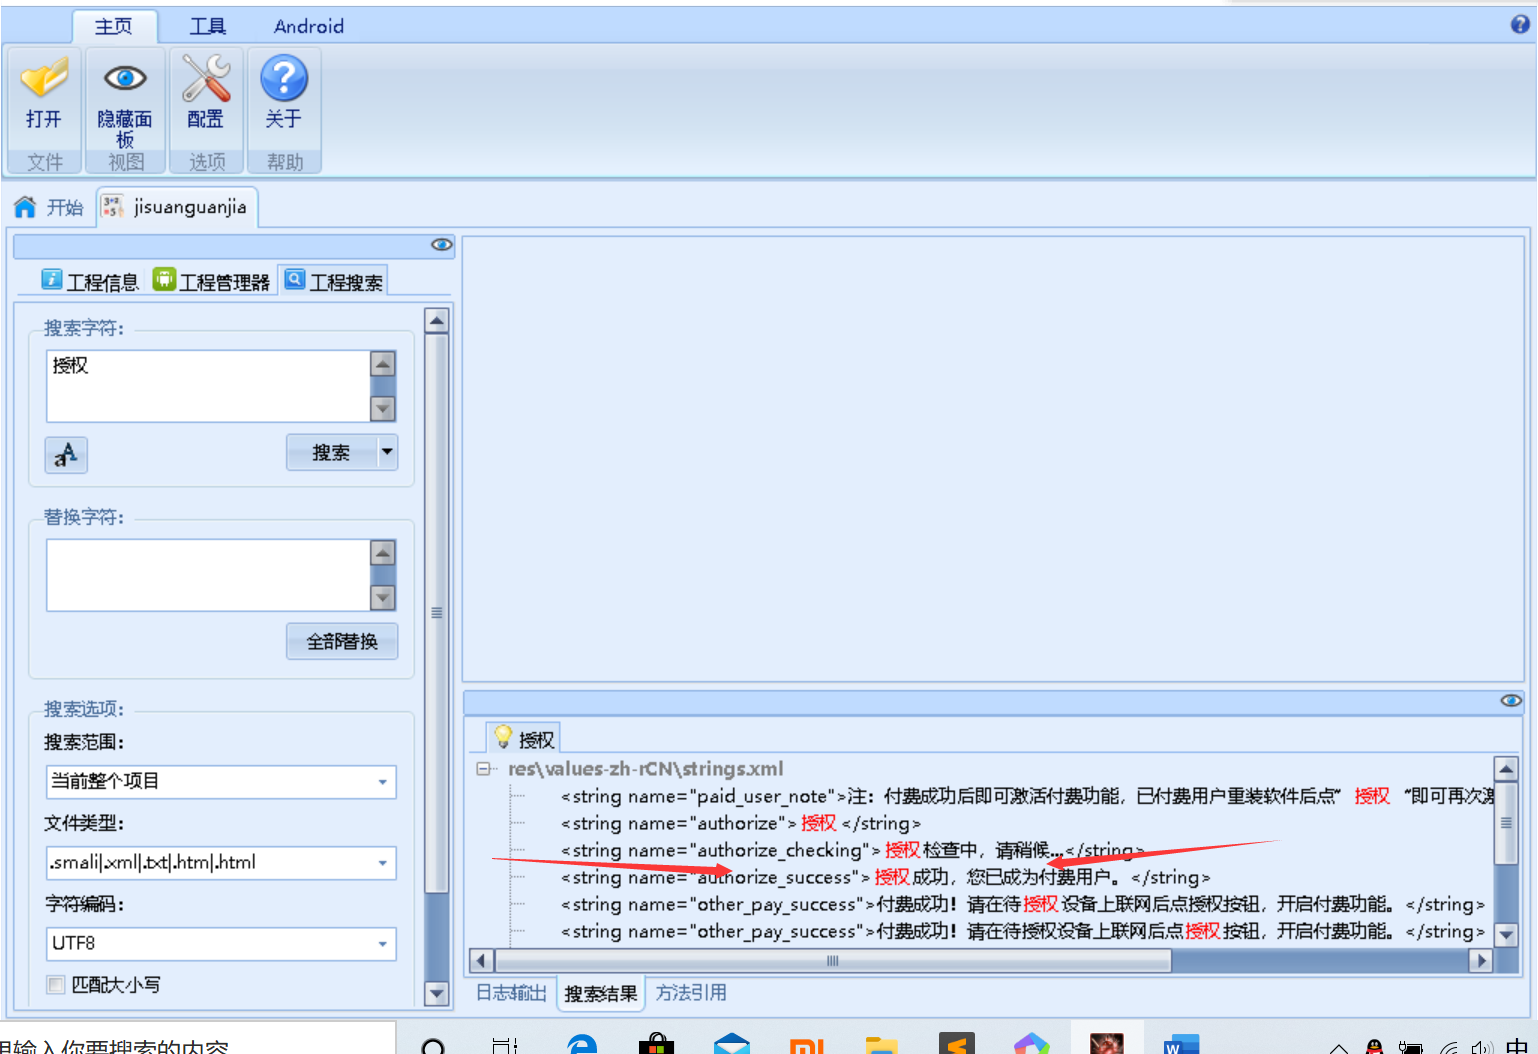 主页 工具 Android
打开 隐藏面板 配置 关于
文件 视图 选项 帮助
开始 jisuanguanjia
工程信息 工程管理器 工程搜索
搜索字符:
授权
aA 搜索
替换字符:
全部替换
搜索选项:
搜索范围:
当前整个项目
文件类型:
.smali|.xml|.txt|.htm|.html
字符编码:
UTF8
匹配大小写
授权
res\values-zh-rCN\strings.xml
<string name="paid_user_note">注：付费成功后即可激活付费功能，已付费用户重装软件后点“ 授权 “即可再次激
<string name="authorize"> 授权 </string>
<string name="authorize_checking"> 授权 检查中，请稍候...</string>
<string name="authorize_success"> 授权 成功，您已成为付费用户。</string>
<string name="other_pay_success">付费成功！请在待 授权 设备上联网后点授权按钮，开启付费功能。</string>
<string name="other_pay_success">付费成功！请在待授权设备上联网后点 授权 按钮，开启付费功能。</string>
日志输出 搜索结果 方法引用
输入你要搜索的内容
中